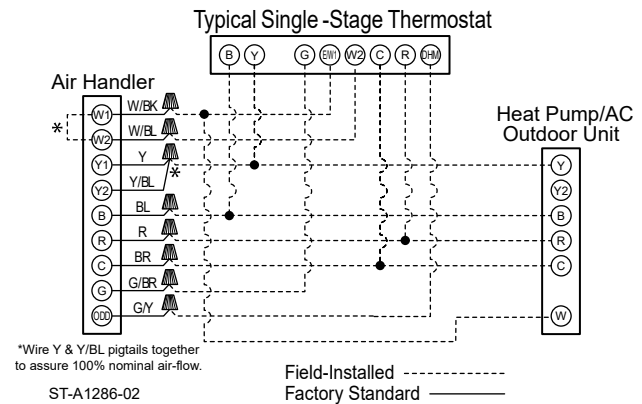 Typical Single -Stage Thermostat
B Y G E/W1 W2 C R DHM
Air Handler
Heat Pump/AC
Outdoor Unit
W1 W/BK
* W2 W/BL
Y1 Y Y
*
Y2 Y/BL Y2
B BL B
R R R
C BR C
G G/BR
ODD G/Y W
*Wire Y & Y/BL pigtails together
to assure 100% nominal air-flow.
Field-Installed
ST-A1286-02
Factory Standard